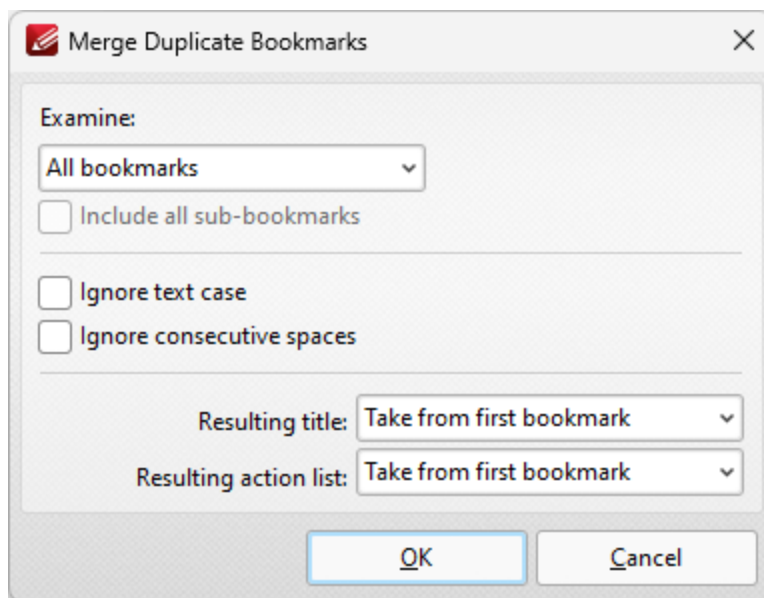 Merge Duplicate Bookmarks
Examine:
All bookmarks
Include all sub-bookmarks
Ignore text case
Ignore consecutive spaces
Resulting title: Take from first bookmark
Resulting action list: Take from first bookmark
OK Cancel